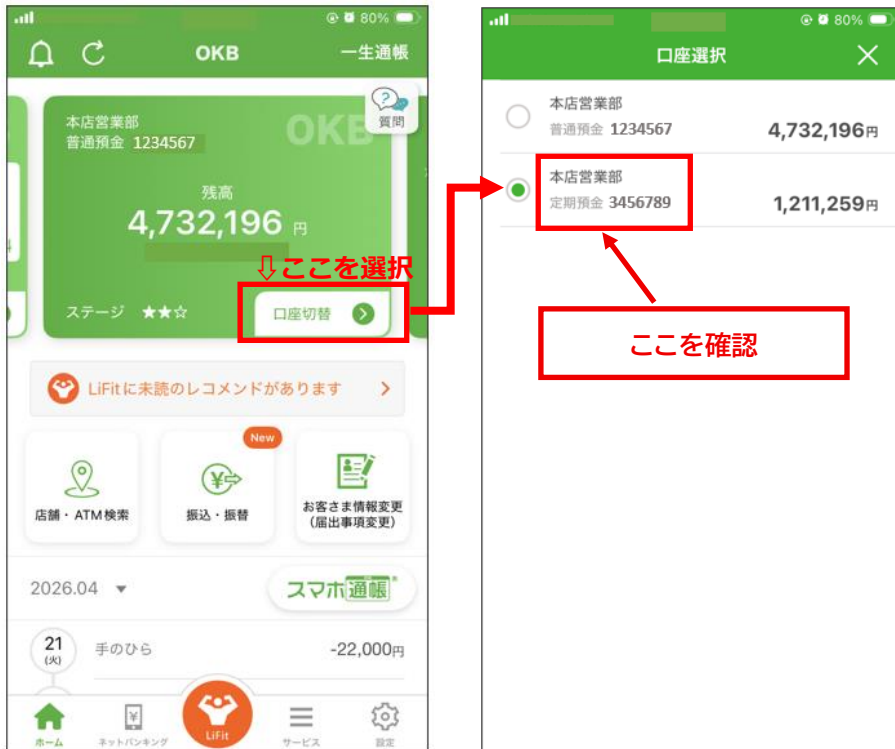 80%
OKB
一生通帳
質問
本店営業部
普通預金 1234567
OKB
残高
4,732,196 円
⇩ここを選択
ステージ ★★☆
口座切替
LiFitに未読のレコメンドがあります
New
店舗・ATM検索
振込・振替
お客さま情報変更
(届出事項変更)
2026.04 ▼
スマホ通帳
21
(火)
手のひら
-22,000円
ホーム
ネットバンキング
LiFit
サービス
設定
80%
口座選択
本店営業部
普通預金 1234567
4,732,196円
本店営業部
定期預金 3456789
1,211,259円
ここを確認